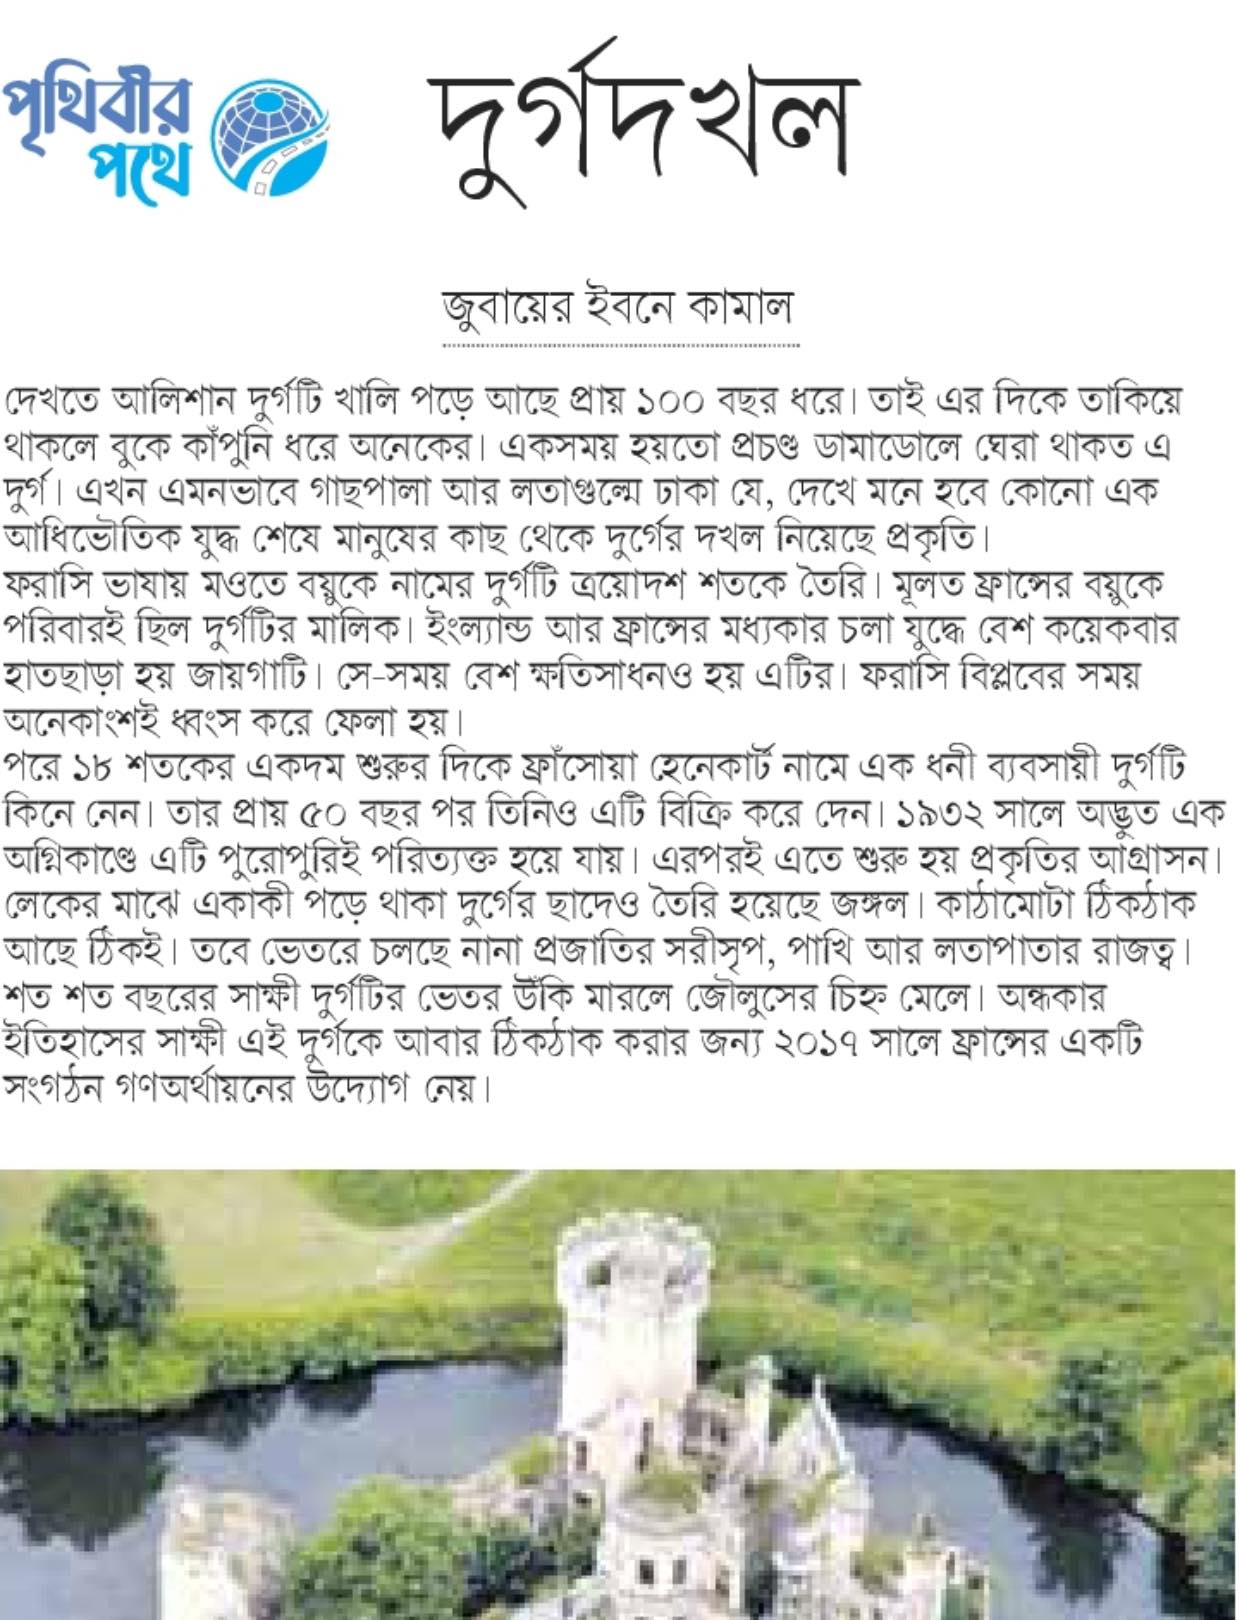 পৃথিবীর
পথে
দুর্গদখল
জুবায়ের ইবনে কামাল
দেখতে আলিশান দুর্গটি খালি পড়ে আছে প্রায় ১০০ বছর ধরে। তাই এর দিকে তাকিয়ে
থাকলে বুকে কাঁপুনি ধরে অনেকের। একসময় হয়তো প্রচণ্ড ডামাডোলে ঘেরা থাকত এ
দুর্গ। এখন এমনভাবে গাছপালা আর লতাগুল্মে ঢাকা যে, দেখে মনে হবে কোনো এক
আধিভৌতিক যুদ্ধ শেষে মানুষের কাছ থেকে দুর্গের দখল নিয়েছে প্রকৃতি।
ফরাসি ভাষায় মওতে বয়ুকে নামের দুর্গটি ত্রয়োদশ শতকে তৈরি। মূলত ফ্রান্সের বয়ুকে
পরিবারই ছিল দুর্গটির মালিক। ইংল্যান্ড আর ফ্রান্সের মধ্যকার চলা যুদ্ধে বেশ কয়েকবার
হাতছাড়া হয় জায়গাটি। সে-সময় বেশ ক্ষতিসাধনও হয় এটির। ফরাসি বিপ্লবের সময়
অনেকাংশই ধ্বংস করে ফেলা হয়।
পরে ১৮ শতকের একদম শুরুর দিকে ফ্রাঁসোয়া হেনেকার্ট নামে এক ধনী ব্যবসায়ী দুর্গটি
কিনে নেন। তার প্রায় ৫০ বছর পর তিনিও এটি বিক্রি করে দেন। ১৯৩২ সালে অদ্ভুত এক
অগ্নিকাণ্ডে এটি পুরোপুরিই পরিত্যক্ত হয়ে যায়। এরপরই এতে শুরু হয় প্রকৃতির আগ্রাসন।
লেকের মাঝে একাকী পড়ে থাকা দুর্গের ছাদেও তৈরি হয়েছে জঙ্গল। কাঠামোটা ঠিকঠাক
আছে ঠিকই। তবে ভেতরে চলছে নানা প্রজাতির সরীসৃপ, পাখি আর লতাপাতার রাজত্ব।
শত শত বছরের সাক্ষী দুর্গটির ভেতর উঁকি মারলে জৌলুসের চিহ্ন মেলে। অন্ধকার
ইতিহাসের সাক্ষী এই দুর্গকে আবার ঠিকঠাক করার জন্য ২০১৭ সালে ফ্রান্সের একটি
সংগঠন গণঅর্থায়নের উদ্যোগ নেয়।